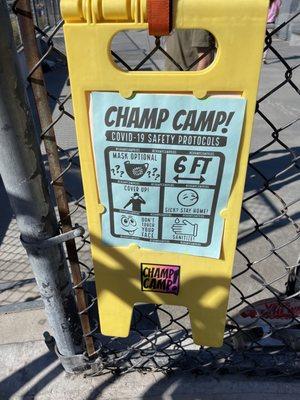 CHAMP CAMP!
COVID-19 SAFETY PROTOCOLS
MASK OPTIONAL
???
???
6 FT
COVER UP!
SICK? STAY HOME!
DON'T
TOUCH
YOUR
FACE
SANITIZE
CHAMP
CAMP!